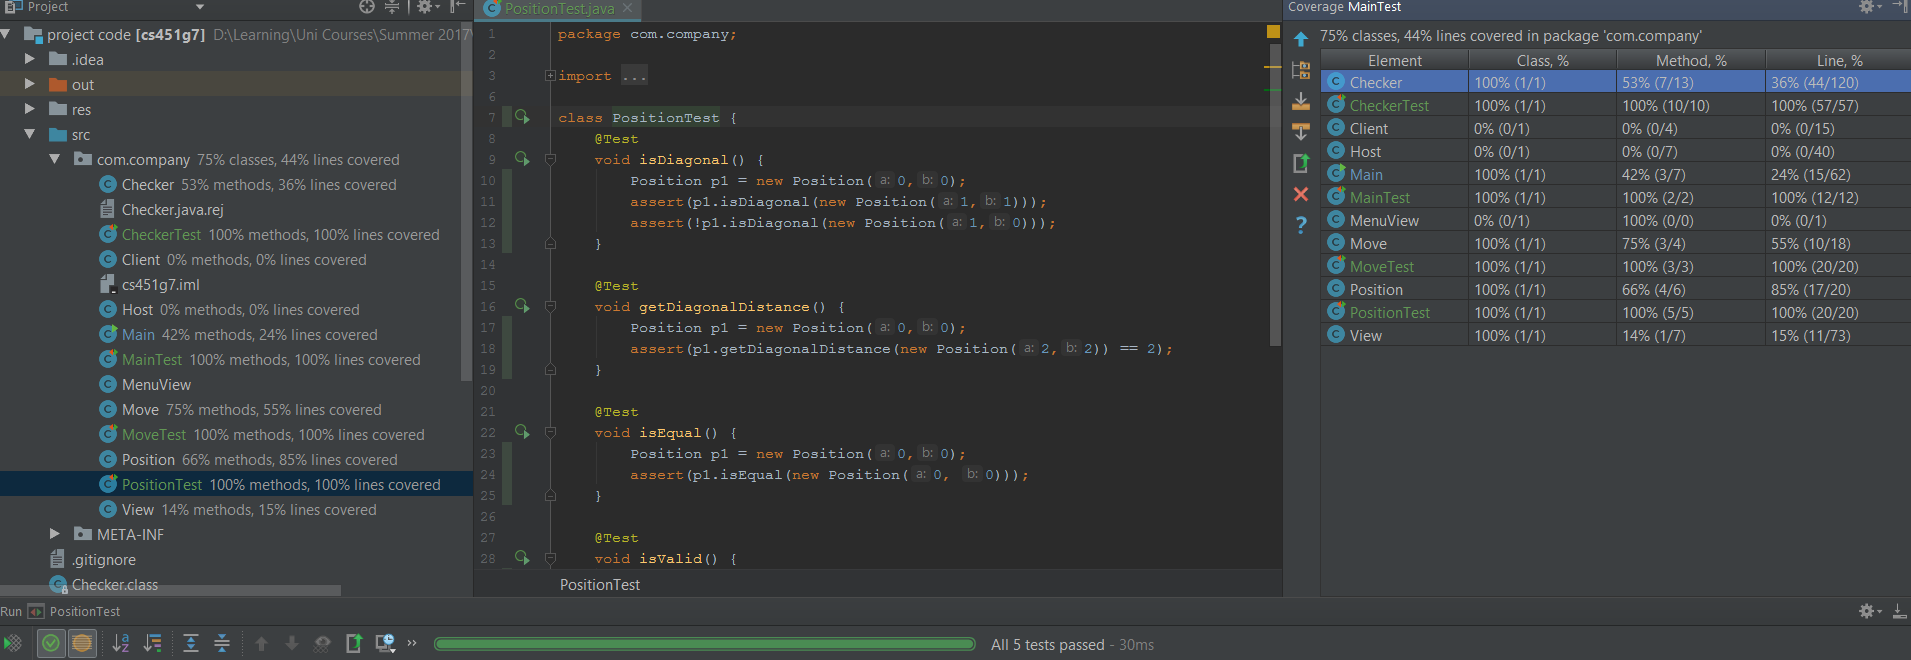 Project
project code [cs451g7] D:\Learning\Uni Courses\Summer 2017\
.idea
out
res
src
com.company 75% classes, 44% lines covered
Checker 53% methods, 36% lines covered
Checker.java.rej
CheckerTest 100% methods, 100% lines covered
Client 0% methods, 0% lines covered
cs451g7.iml
Host 0% methods, 0% lines covered
Main 42% methods, 24% lines covered
MainTest 100% methods, 100% lines covered
MenuView
Move 75% methods, 55% lines covered
MoveTest 100% methods, 100% lines covered
Position 66% methods, 85% lines covered
PositionTest 100% methods, 100% lines covered
View 14% methods, 15% lines covered
META-INF
.gitignore
Checker.class
PositionTest.java
1 package com.company;
2
3 import ...
6
7 class PositionTest {
8 @Test
9 void isDiagonal() {
10 Position p1 = new Position( a: 0, b: 0);
11 assert(p1.isDiagonal(new Position( a: 1, b: 1)));
12 assert(!p1.isDiagonal(new Position( a: 1, b: 0)));
13 }
14
15 @Test
16 void getDiagonalDistance() {
17 Position p1 = new Position( a: 0, b: 0);
18 assert(p1.getDiagonalDistance(new Position( a: 2, b: 2)) == 2);
19 }
20
21 @Test
22 void isEqual() {
23 Position p1 = new Position( a: 0, b: 0);
24 assert(p1.isEqual(new Position( a: 0, b: 0)));
25 }
26
27 @Test
28 void isValid() {
PositionTest
Coverage MainTest
75% classes, 44% lines covered in package 'com.company'
Element Class, % Method, % Line, %
Checker 100% (1/1) 53% (7/13) 36% (44/120)
CheckerTest 100% (1/1) 100% (10/10) 100% (57/57)
Client 0% (0/1) 0% (0/4) 0% (0/15)
Host 0% (0/1) 0% (0/7) 0% (0/40)
Main 100% (1/1) 42% (3/7) 24% (15/62)
MainTest 100% (1/1) 100% (2/2) 100% (12/12)
MenuView 0% (0/1) 100% (0/0) 0% (0/1)
Move 100% (1/1) 75% (3/4) 55% (10/18)
MoveTest 100% (1/1) 100% (3/3) 100% (20/20)
Position 100% (1/1) 66% (4/6) 85% (17/20)
PositionTest 100% (1/1) 100% (5/5) 100% (20/20)
View 100% (1/1) 14% (1/7) 15% (11/73)
Run PositionTest
All 5 tests passed - 30ms